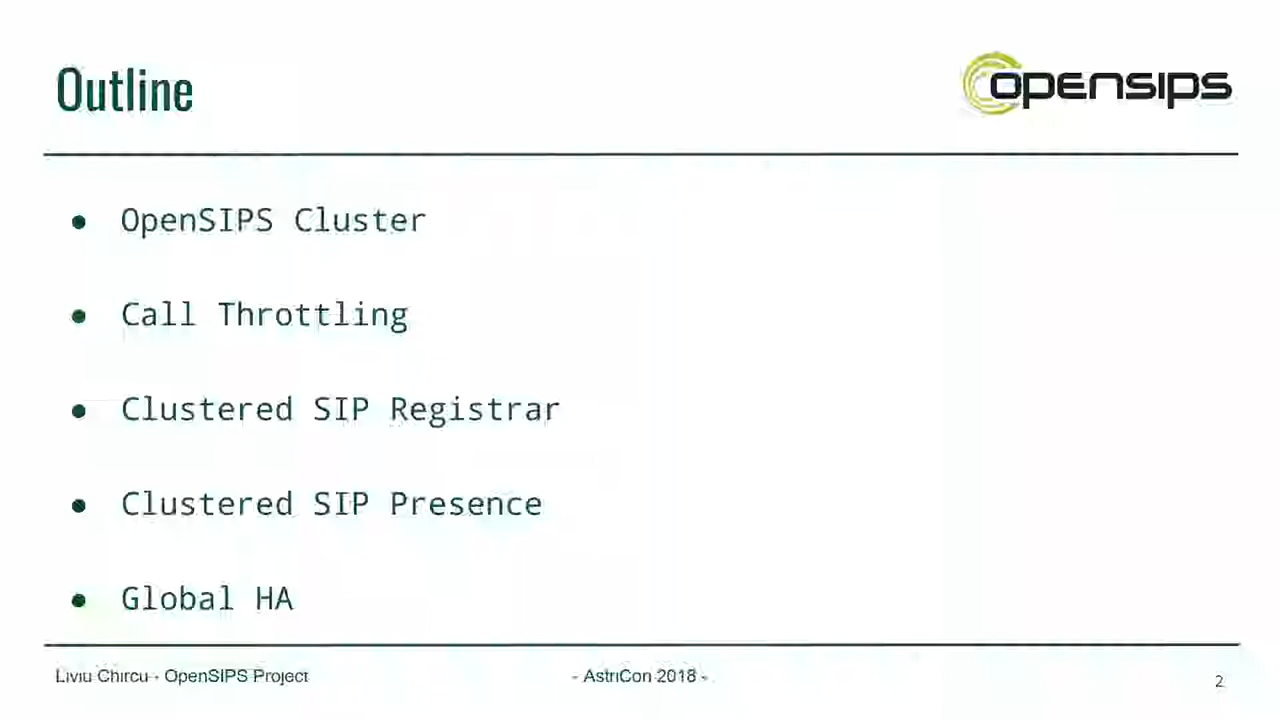 Outline
opensips
● OpenSIPS Cluster
● Call Throttling
● Clustered SIP Registrar
● Clustered SIP Presence
● Global HA
Liviu Chircu - OpenSIPS Project
- AstriCon 2018 -
2